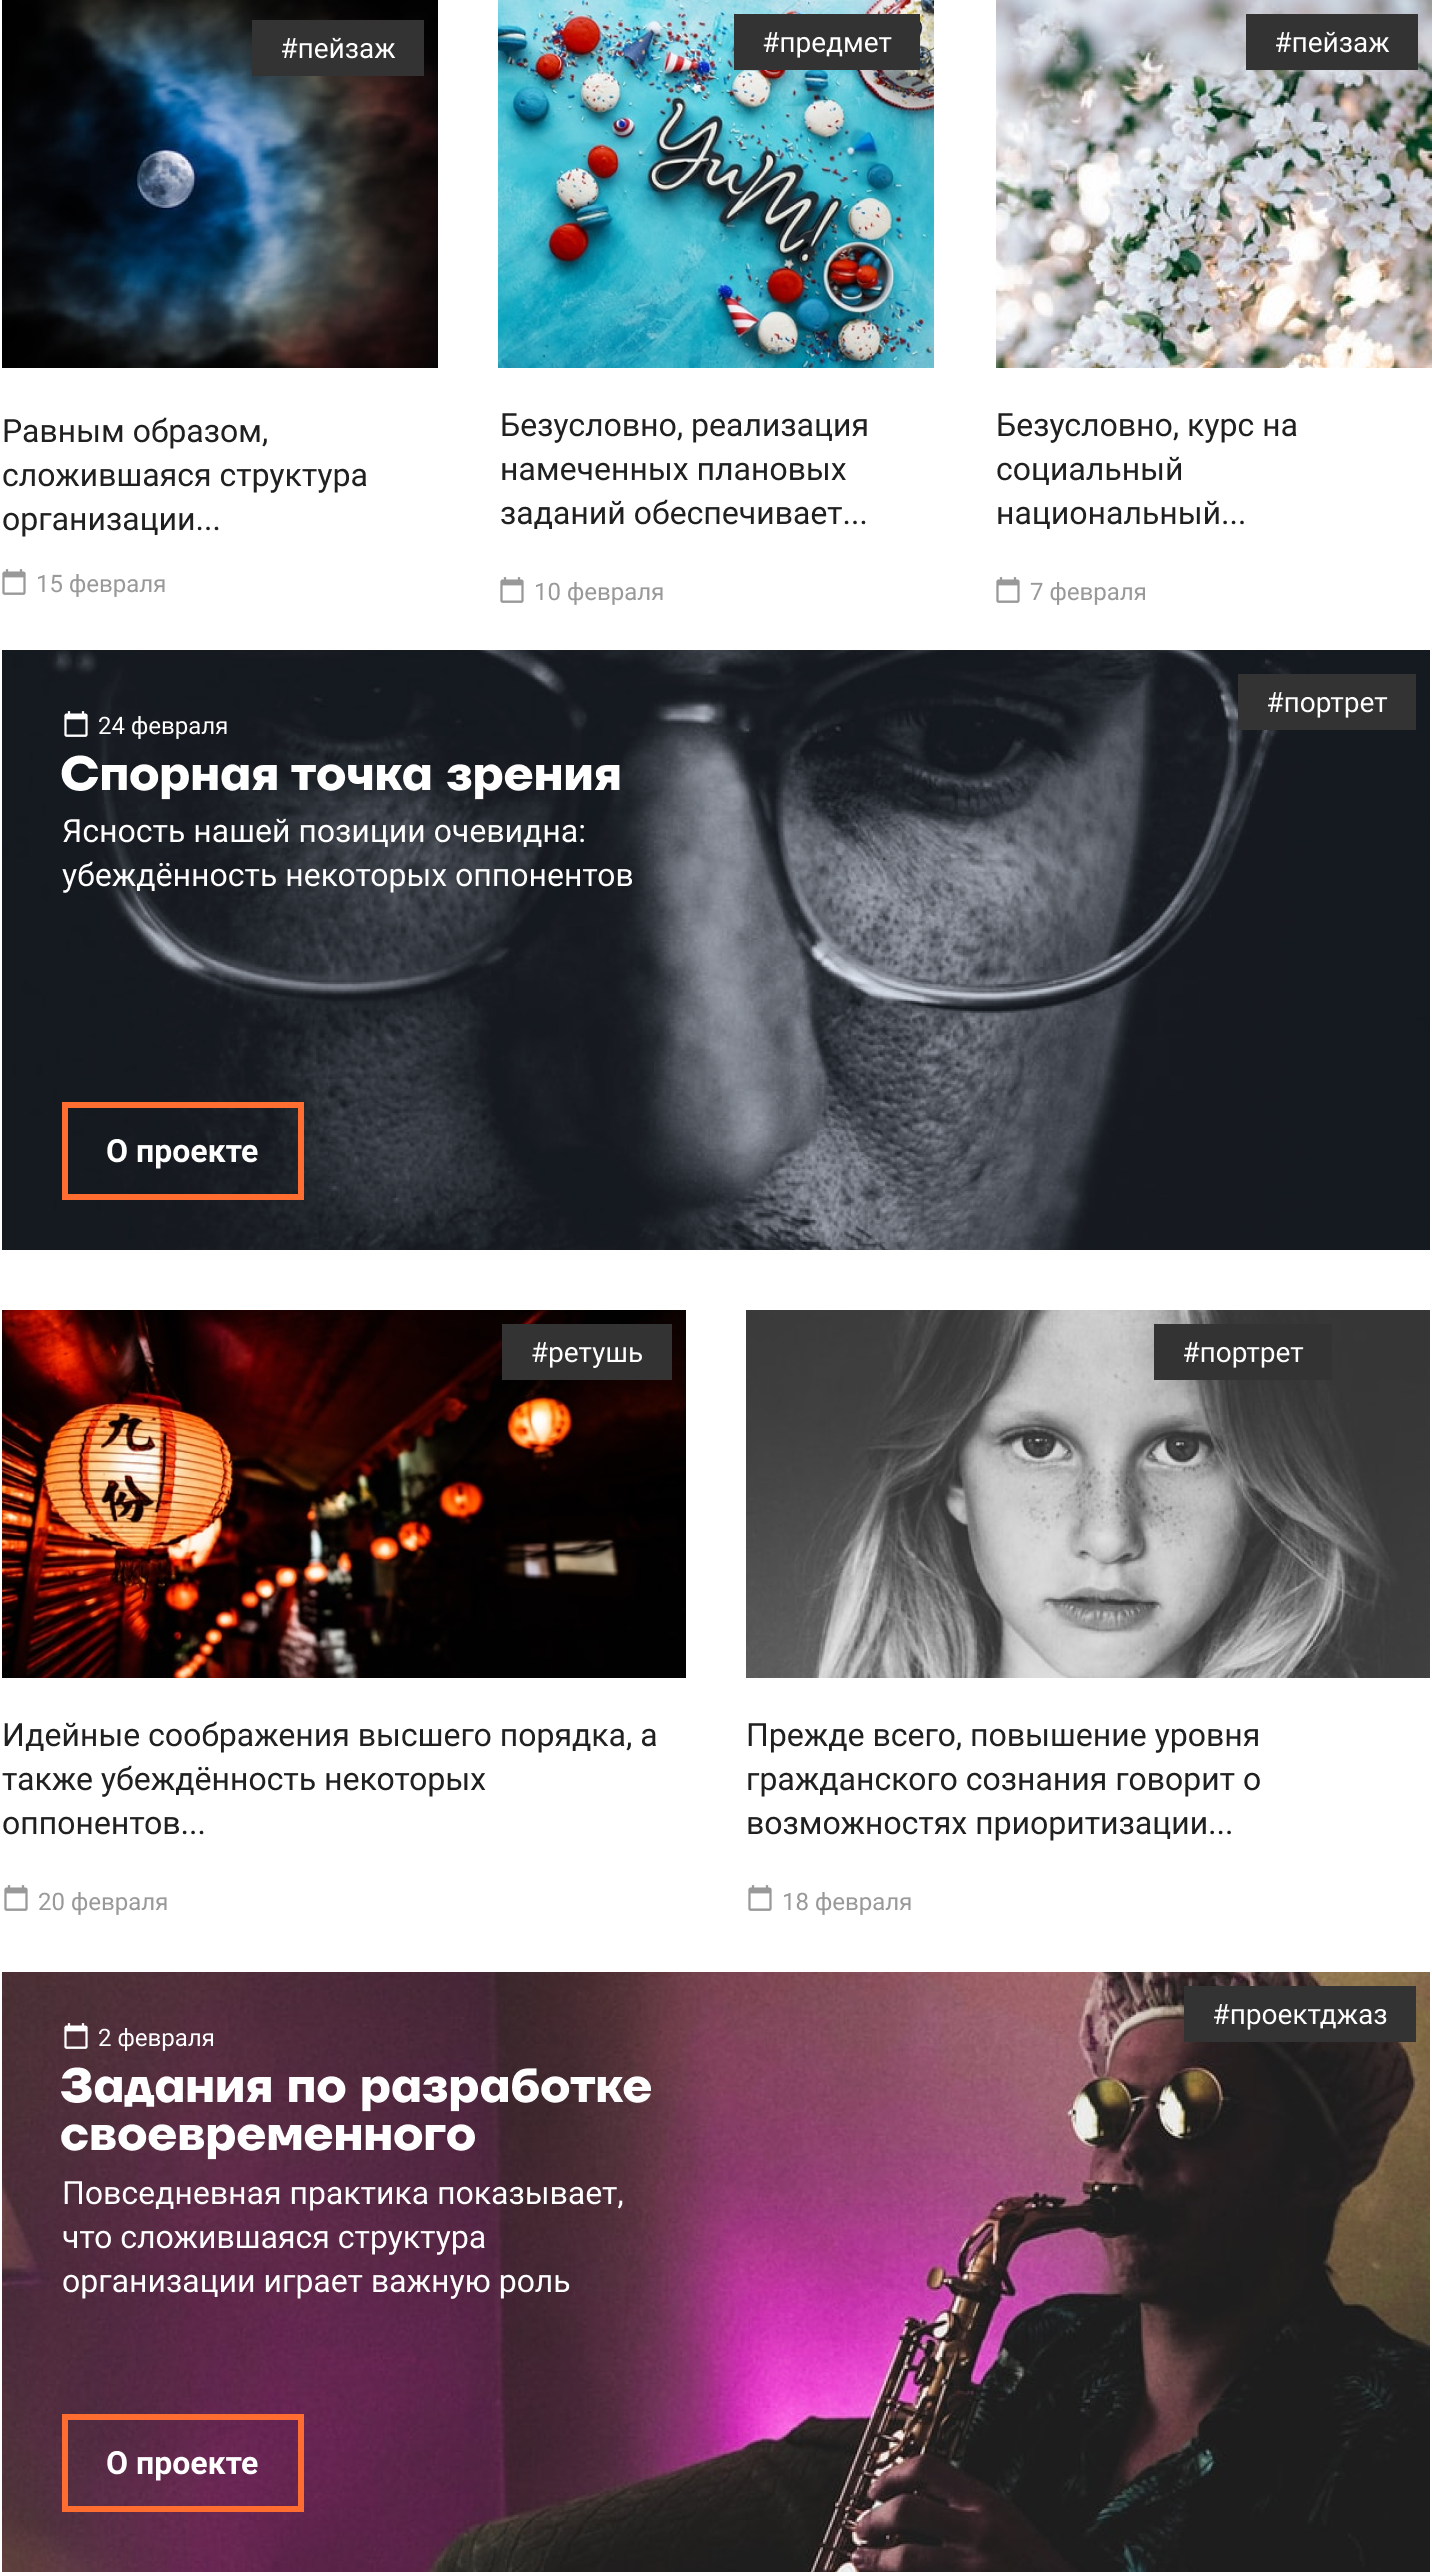 #пейзаж
Равным образом,
сложившаяся структура
организации...
15 февраля
#предмет
Yum!
Безусловно, реализация
намеченных плановых
заданий обеспечивает...
10 февраля
#пейзаж
Безусловно, курс на
социальный
национальный...
7 февраля
#портрет
24 февраля
Спорная точка зрения
Ясность нашей позиции очевидна:
убеждённость некоторых оппонентов
О проекте
#ретушь
九
份
Идейные соображения высшего порядка, а
также убеждённость некоторых
оппонентов...
20 февраля
#портрет
Прежде всего, повышение уровня
гражданского сознания говорит о
возможностях приоритизации...
18 февраля
#проектджаз
2 февраля
Задания по разработке
своевременного
Повседневная практика показывает,
что сложившаяся структура
организации играет важную роль
О проекте